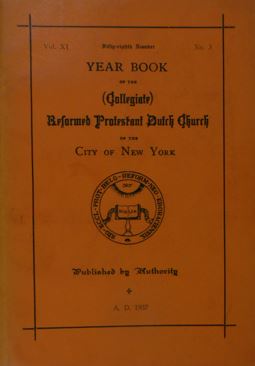 Vol. XI Fifty-eighth Number No. 3
YEAR BOOK
OF THE
(Collegiate)
Reformed Protestant Dutch Church
OF THE
CITY OF NEW YORK
Published by Authority
A. D. 1937